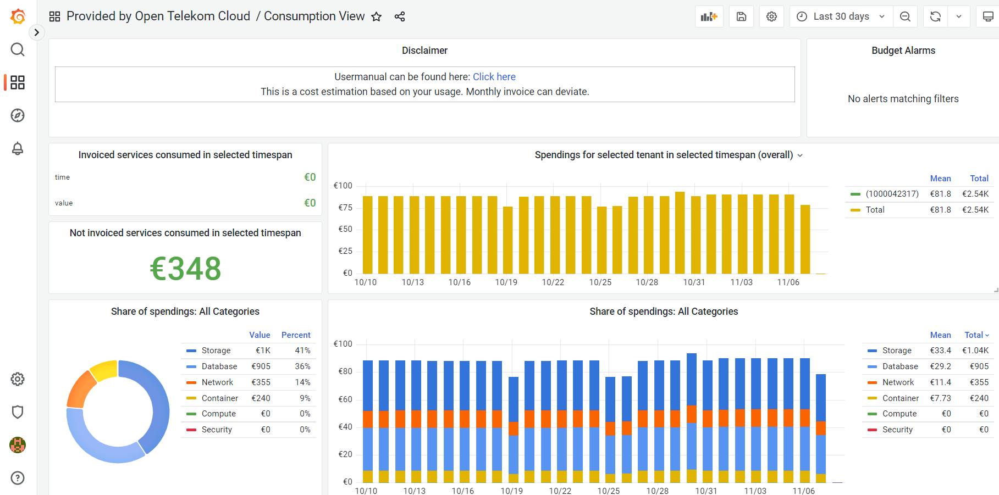 Provided by Open Telekom Cloud / Consumption View
Last 30 days
Disclaimer
Usermanual can be found here: Click here
This is a cost estimation based on your usage. Monthly invoice can deviate.
Budget Alarms
No alerts matching filters
Invoiced services consumed in selected timespan
time €0
value €0
Not invoiced services consumed in selected timespan
€348
Spendings for selected tenant in selected timespan (overall)
€100
€75
€50
€25
€0
10/10 10/13 10/16 10/19 10/22 10/25 10/28 10/31 11/03 11/06
Mean Total
(1000042317) €81.8 €2.54K
Total €81.8 €2.54K
Share of spendings: All Categories
Value Percent
Storage €1K 41%
Database €905 36%
Network €355 14%
Container €240 9%
Compute €0 0%
Security €0 0%
Share of spendings: All Categories
€100
€80
€60
€40
€20
€0
10/10 10/13 10/16 10/19 10/22 10/25 10/28 10/31 11/03 11/06
Mean Total
Storage €33.4 €1.04K
Database €29.2 €905
Network €11.4 €355
Container €7.73 €240
Compute €0 €0
Security €0 €0